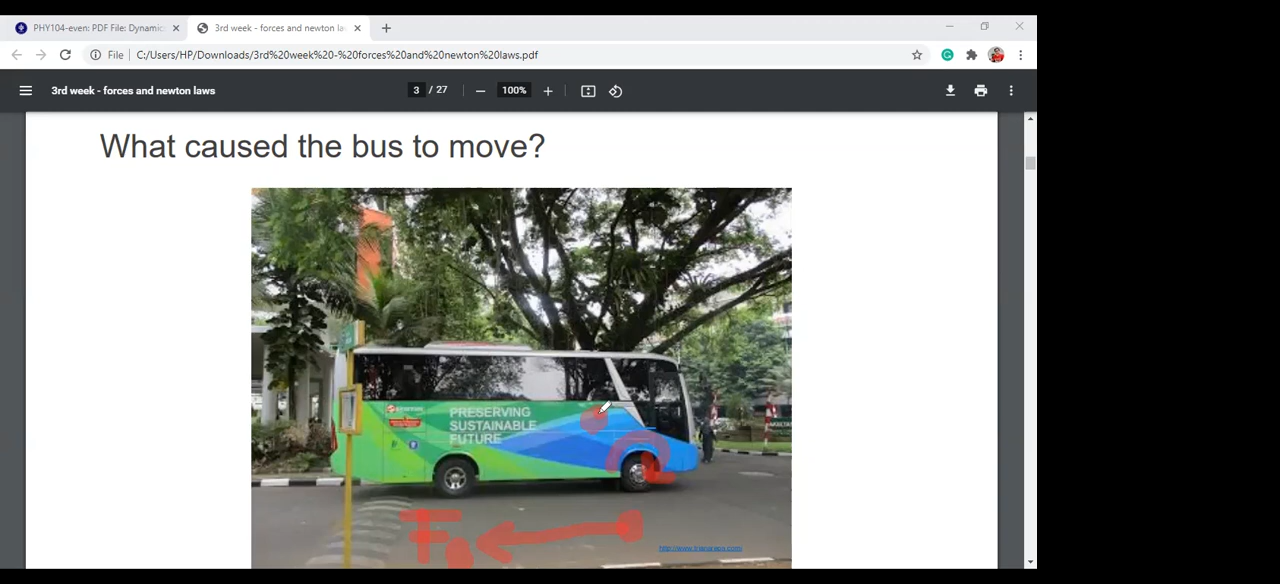 PHY104-even: PDF File: Dynamic
3rd week - forces and newton la
File
C:/Users/HP/Downloads/3rd%20week%20-%20forces%20and%20newton%20laws.pdf
3rd week - forces and newton laws
3 / 27
100%
What caused the bus to move?
PRESERVING
SUSTAINABLE
FUTURE
F